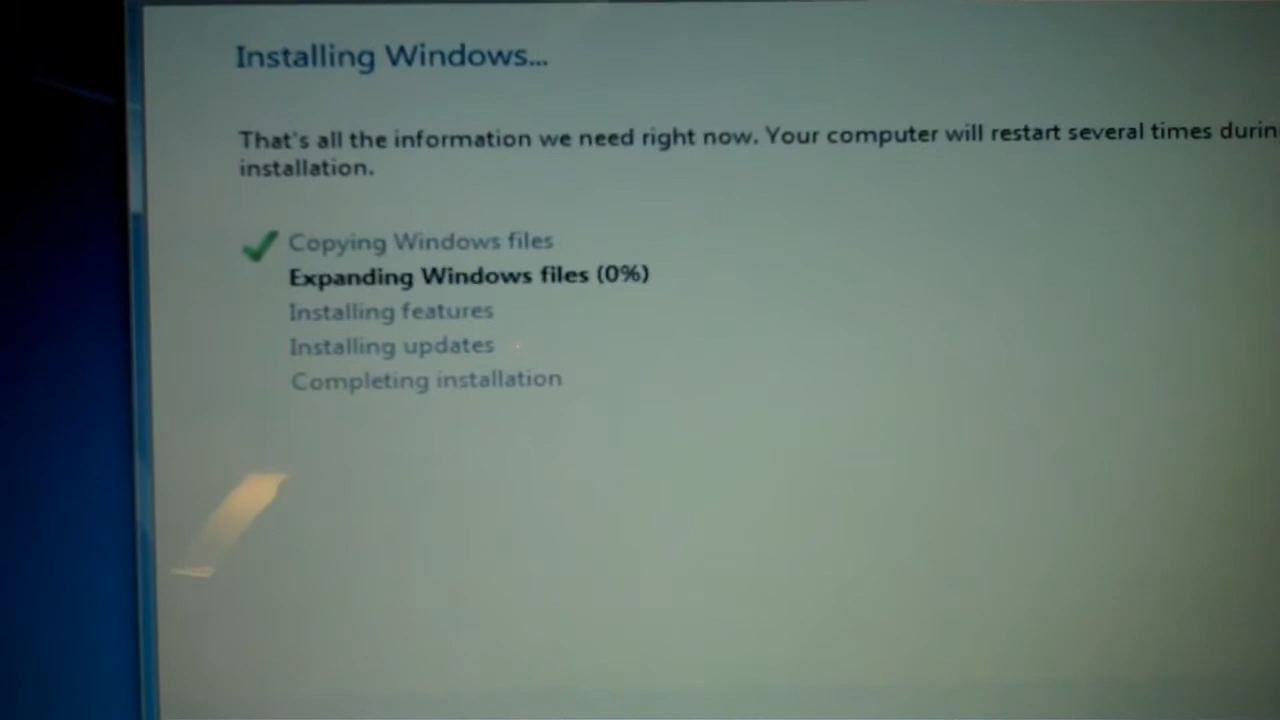 Installing Windows...
That's all the information we need right now. Your computer will restart several times
installation.
Copying Windows files
Expanding Windows files (0%)
Installing features
Installing updates
Completing installation